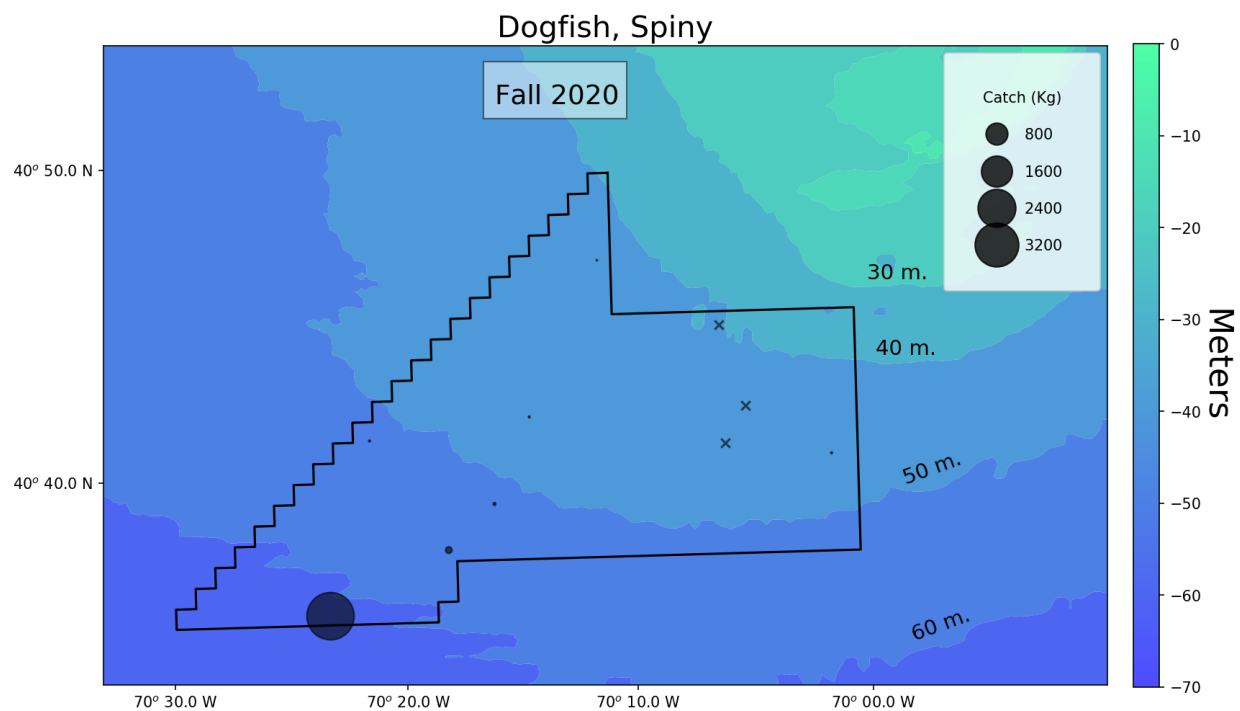 Dogfish, Spiny
Fall 2020
Catch (Kg)
800
1600
2400
3200
40° 50.0 N
40° 40.0 N
30 m.
40 m.
50 m.
60 m.
70° 30.0 W
70° 20.0 W
70° 10.0 W
70° 00.0 W
0
−10
−20
−30
−40
−50
−60
−70
Meters